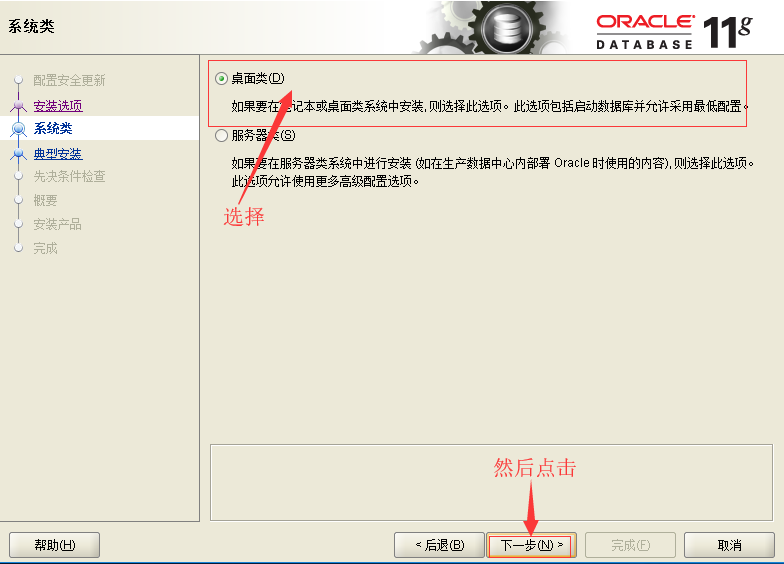 系统类
ORACLE
DATABASE 11g
配置安全更新
安装选项
系统类
典型安装
先决条件检查
概要
安装产品
完成
桌面类(D)
如果要在笔记本或桌面类系统中安装,则选择此选项。此选项包括启动数据库并允许采用最低配置。
服务器类(S)
如果要在服务器类系统中进行安装 (如在生产数据中心内部署 Oracle 时使用的内容),则选择此选项。
此选项允许使用更多高级配置选项。
选择
然后点击
帮助(H)
< 后退(B)
下一步(N) >
完成(F)
取消